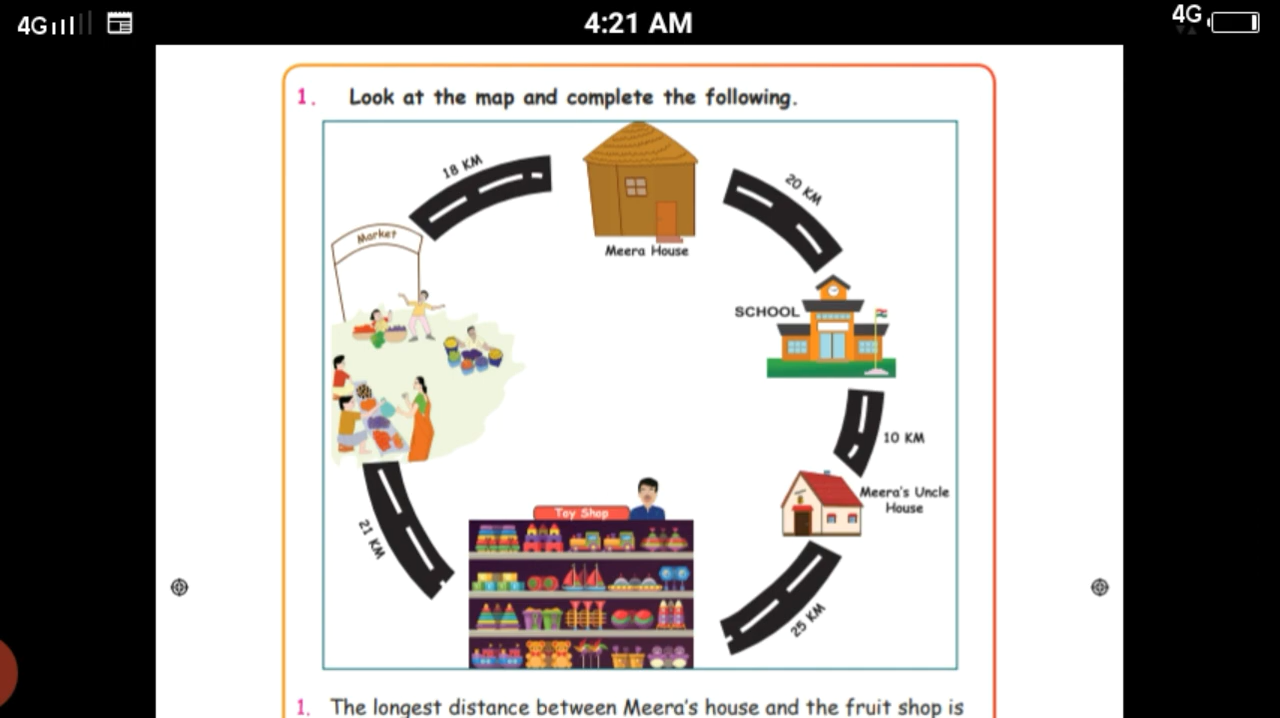 4G 4:21 AM 4G
1. Look at the map and complete the following.
18 KM
20 KM
Market
Meera House
SCHOOL
10 KM
Meera's Uncle
House
Toy Shop
21 KM
25 KM
1. The longest distance between Meera's house and the fruit shop is